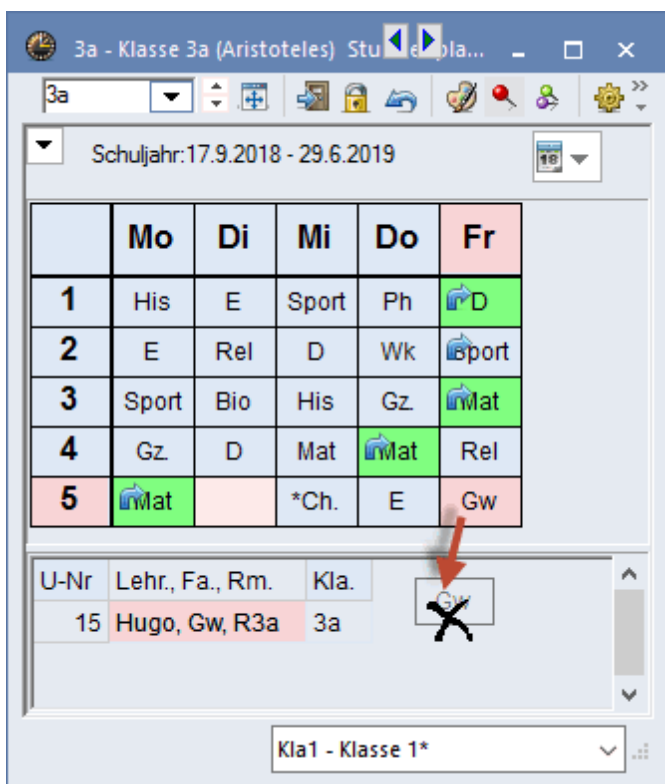 3a - Klasse 3a (Aristoteles) Stu
3a
Schuljahr:17.9.2018 - 29.6.2019
18
Mo Di Mi Do Fr
1 His E Sport Ph D
2 E Rel D Wk Sport
3 Sport Bio His Gz. Mat
4 Gz. D Mat Mat Rel
5 Mat *Ch. E Gw
U-Nr Lehr., Fa., Rm. Kla.
15 Hugo, Gw, R3a 3a
Gw
Kla1 - Klasse 1*